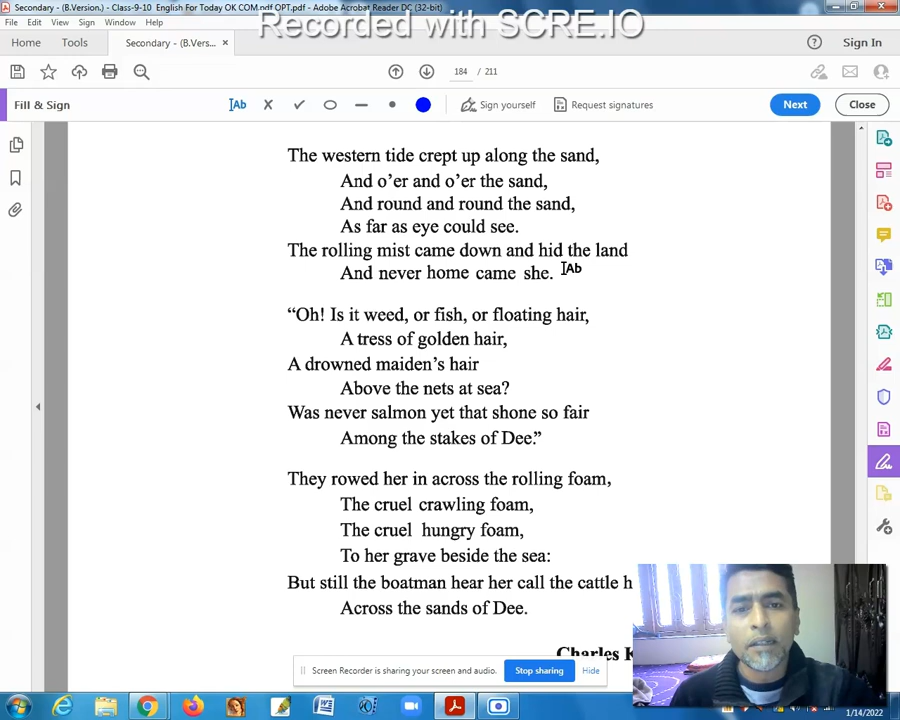 Secondary - (B.Version.) - Class-9-10 English For Today OK COM.pdf OPT.pdf - Adobe Acrobat Reader DC (32-bit)
Recorded with SCRE.IO
File Edit View Sign Window Help
Home Tools Secondary - (B.Vers... × Sign In
184 / 211
Fill & Sign Ab Sign yourself Request signatures Next Close
The western tide crept up along the sand,
And o’er and o’er the sand,
And round and round the sand,
As far as eye could see.
The rolling mist came down and hid the land
And never home came she. Ab
“Oh! Is it weed, or fish, or floating hair,
A tress of golden hair,
A drowned maiden’s hair
Above the nets at sea?
Was never salmon yet that shone so fair
Among the stakes of Dee.”
They rowed her in across the rolling foam,
The cruel crawling foam,
The cruel hungry foam,
To her grave beside the sea:
But still the boatman hear her call the cattle h
Across the sands of Dee.
Charles K
Screen Recorder is sharing your screen and audio. Stop sharing Hide
1/14/2022